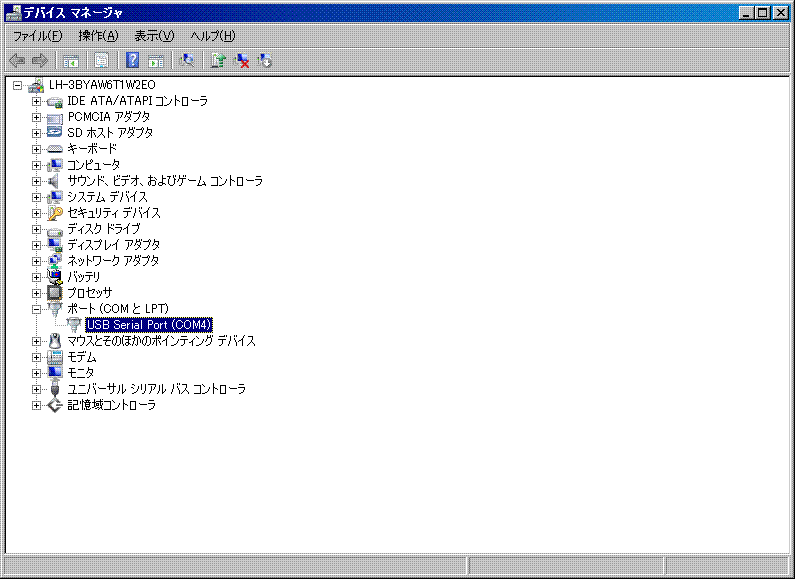 デバイス マネージャ
ファイル(F) 操作(A) 表示(V) ヘルプ(H)
LH-3BYAW6T1W2EO
IDE ATA/ATAPI コントローラ
PCMCIA アダプタ
SD ホスト アダプタ
キーボード
コンピュータ
サウンド、ビデオ、およびゲーム コントローラ
システム デバイス
セキュリティ デバイス
ディスク ドライブ
ディスプレイ アダプタ
ネットワーク アダプタ
バッテリ
プロセッサ
ポート (COM と LPT)
USB Serial Port (COM4)
マウスとそのほかのポインティング デバイス
モデム
モニタ
ユニバーサル シリアル バス コントローラ
記憶域コントローラ